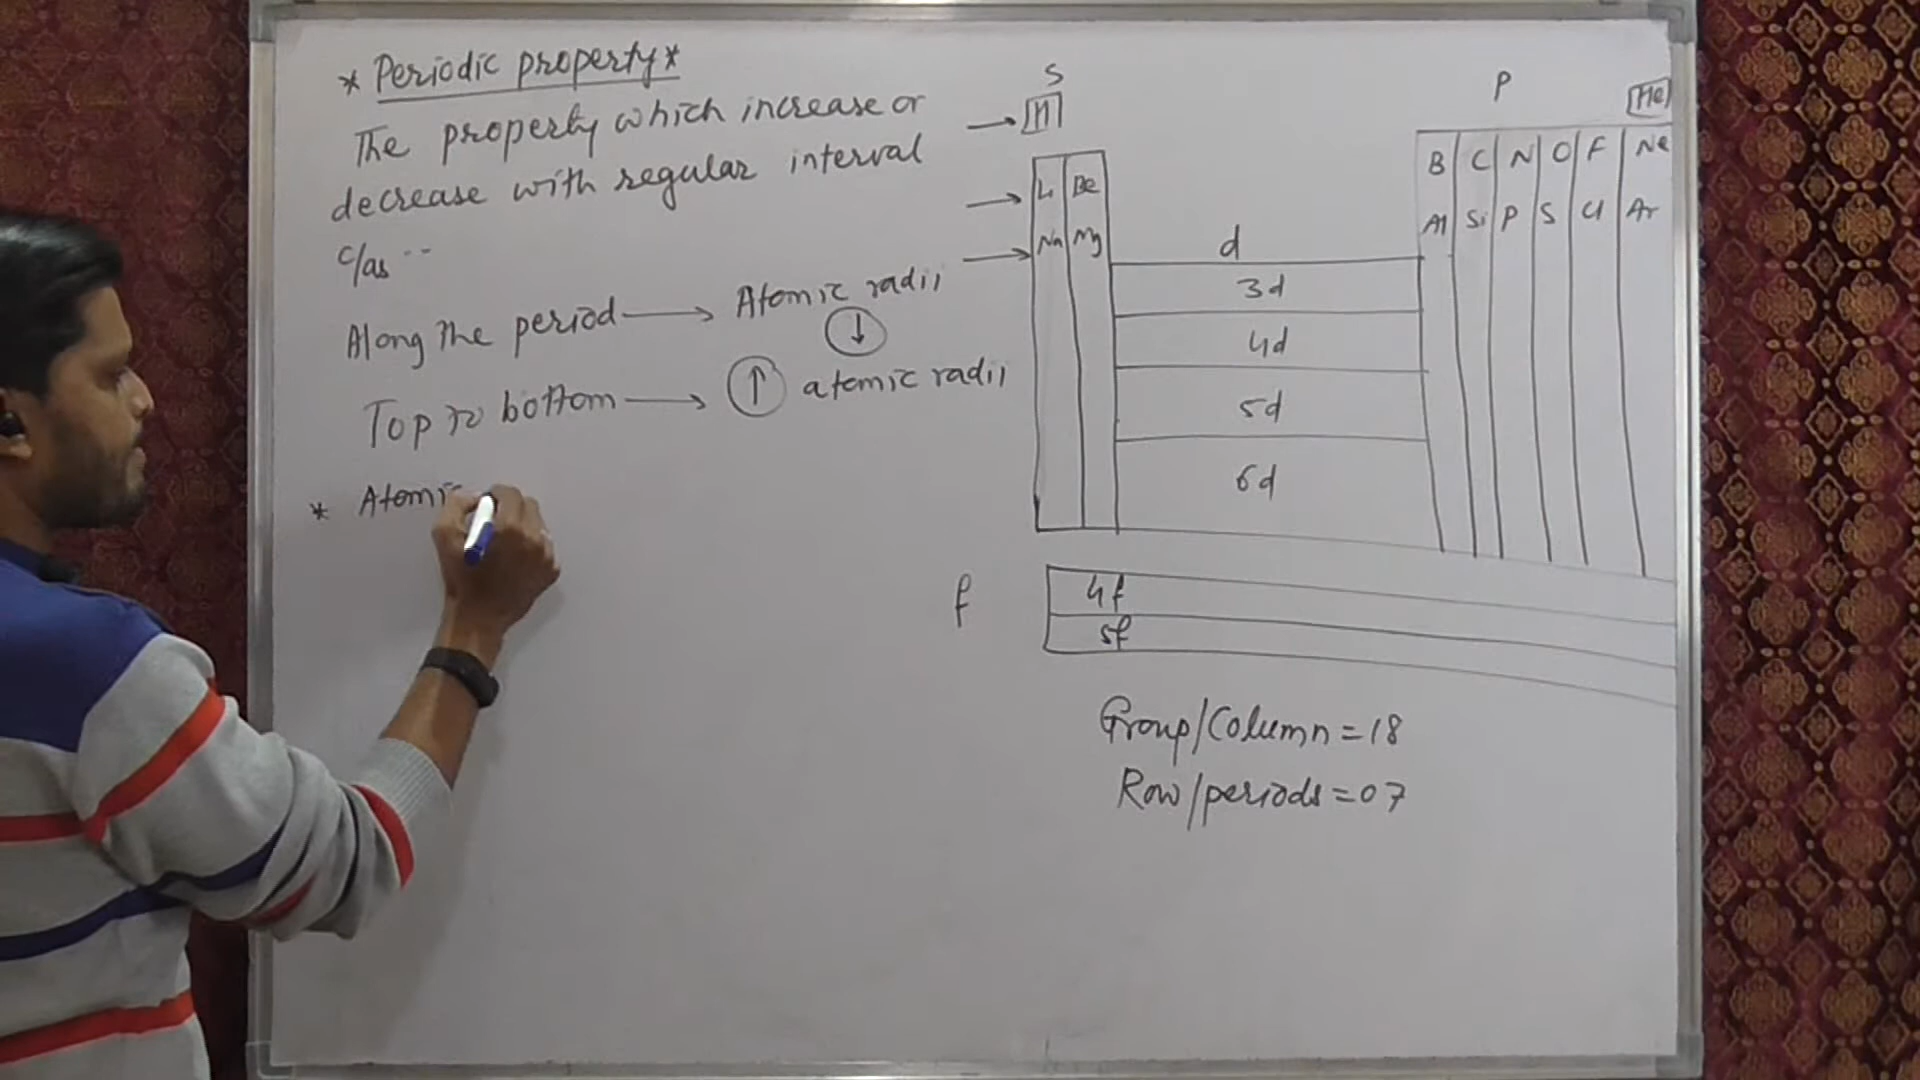 * Periodic property *
The property which increase or
decrease with regular interval
c/as --
Along the period → Atomic radii
↓
Top to bottom → ↑ atomic radii
* Atomic
S
H
Li Be
Na Mg
d
3d
4d
5d
6d
P
He
B C N O F Ne
Al Si P S Cl Ar
f
4f
5f
Group/Column = 18
Row/periods = 07